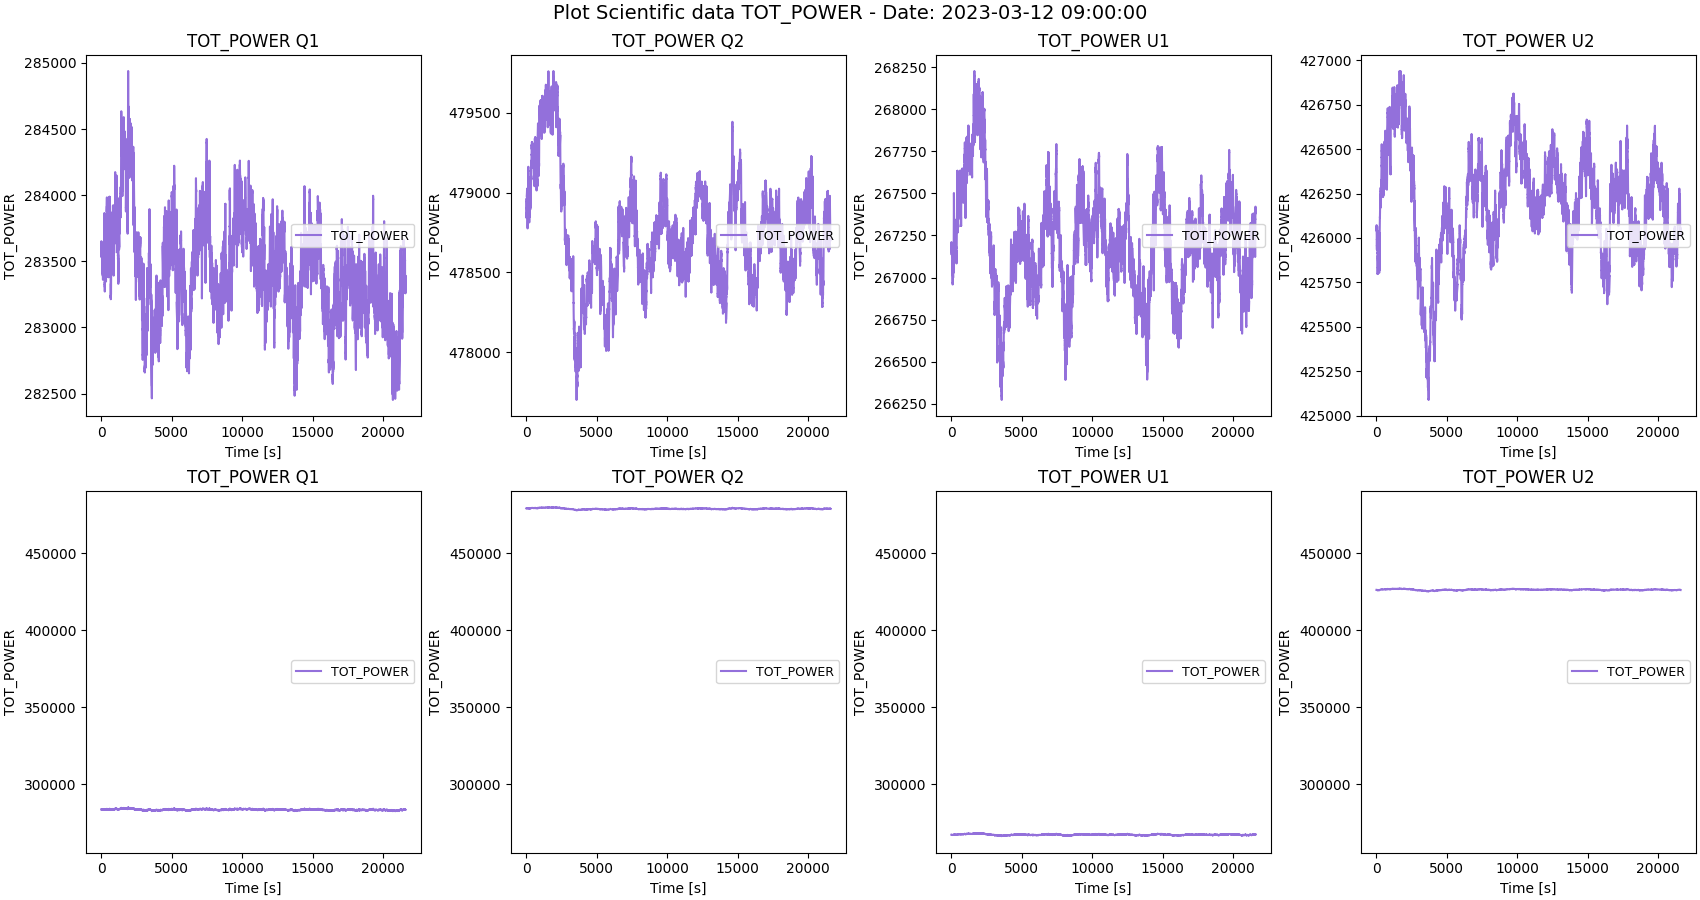 Plot Scientific data TOT_POWER - Date: 2023-03-12 09:00:00
TOT_POWER Q1
285000
284500
284000
283500
283000
282500
TOT_POWER
0 5000 10000 15000 20000
Time [s]
TOT_POWER
TOT_POWER Q2
479500
479000
478500
478000
TOT_POWER
0 5000 10000 15000 20000
Time [s]
TOT_POWER
TOT_POWER U1
268250
268000
267750
267500
267250
267000
266750
266500
266250
TOT_POWER
0 5000 10000 15000 20000
Time [s]
TOT_POWER
TOT_POWER U2
427000
426750
426500
426250
426000
425750
425500
425250
425000
TOT_POWER
0 5000 10000 15000 20000
Time [s]
TOT_POWER
TOT_POWER Q1
450000
400000
350000
300000
TOT_POWER
0 5000 10000 15000 20000
Time [s]
TOT_POWER
TOT_POWER Q2
450000
400000
350000
300000
TOT_POWER
0 5000 10000 15000 20000
Time [s]
TOT_POWER
TOT_POWER U1
450000
400000
350000
300000
TOT_POWER
0 5000 10000 15000 20000
Time [s]
TOT_POWER
TOT_POWER U2
450000
400000
350000
300000
TOT_POWER
0 5000 10000 15000 20000
Time [s]
TOT_POWER